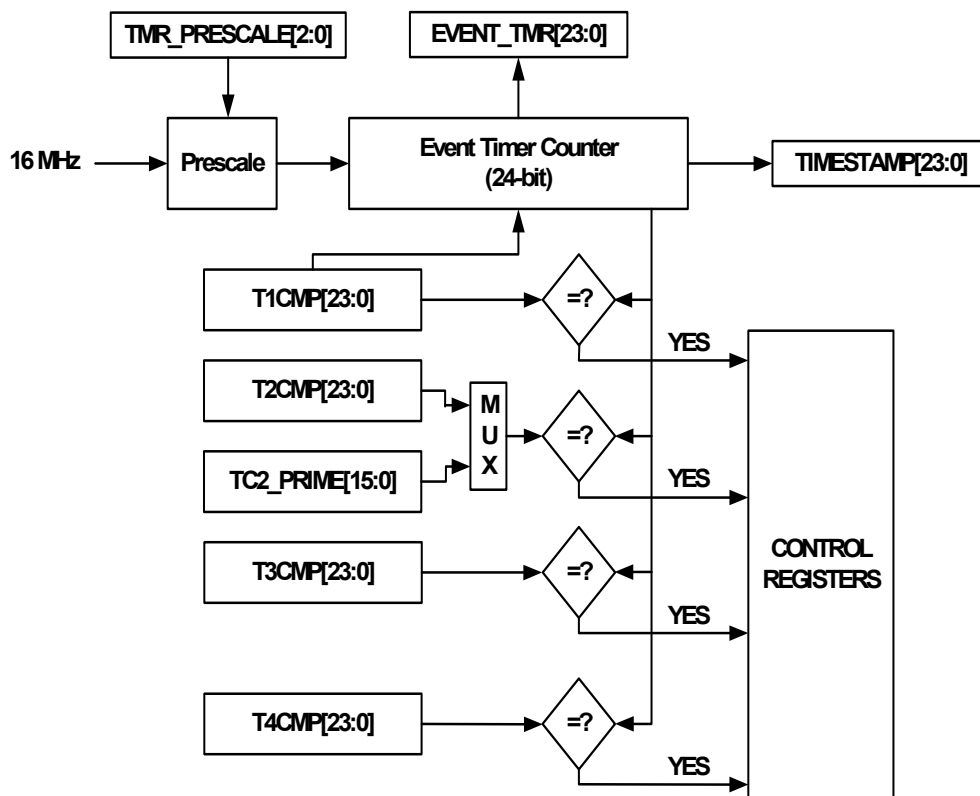 TMR_PRESCALE[2:0]
EVENT_TMR[23:0]
16 MHz
Prescale
Event Timer Counter
(24-bit)
TIMESTAMP[23:0]
T1CMP[23:0]
=?
YES
T2CMP[23:0]
M
U
X
=?
TC2_PRIME[15:0]
YES
T3CMP[23:0]
=?
CONTROL
REGISTERS
YES
T4CMP[23:0]
=?
YES